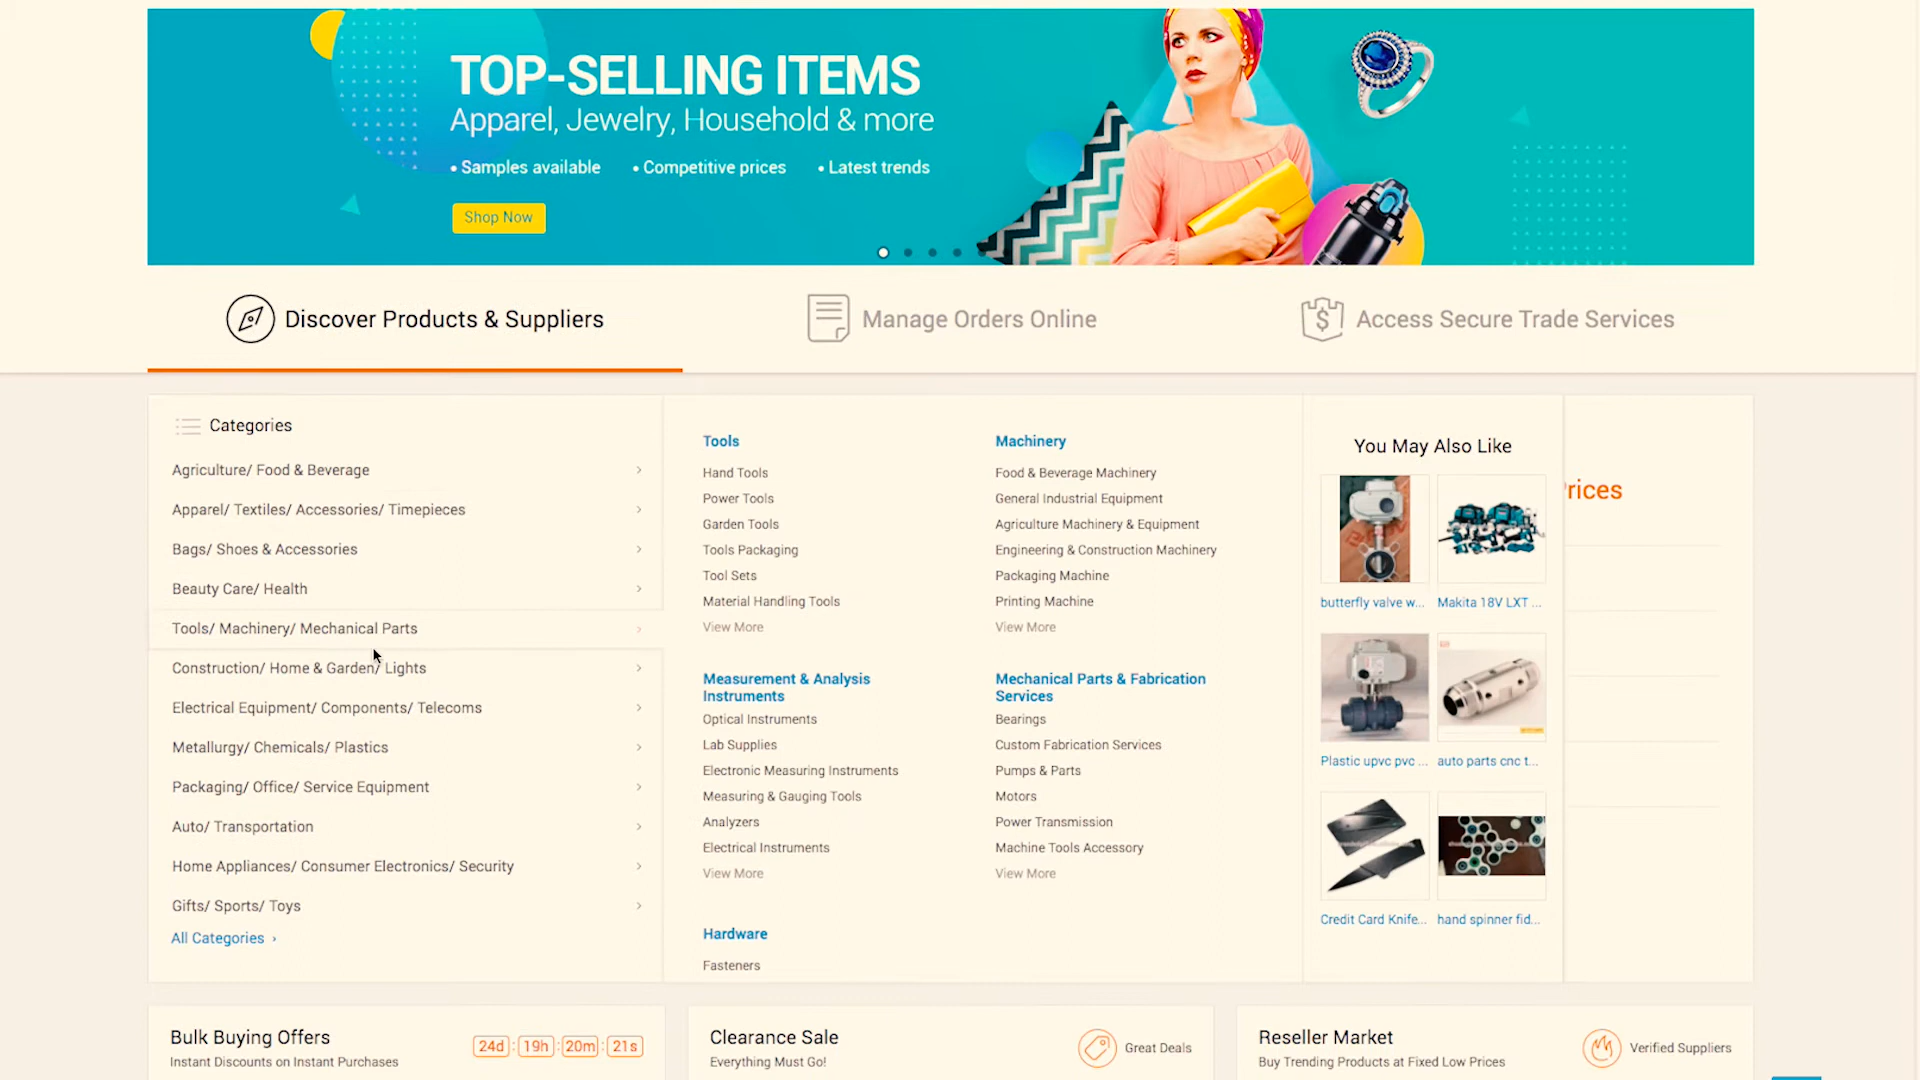 TOP-SELLING ITEMS
Apparel, Jewelry, Household & more
• Samples available • Competitive prices • Latest trends
Shop Now
Discover Products & Suppliers
Manage Orders Online
Access Secure Trade Services
Categories
Agriculture/ Food & Beverage
Apparel/ Textiles/ Accessories/ Timepieces
Bags/ Shoes & Accessories
Beauty Care/ Health
Tools/ Machinery/ Mechanical Parts
Construction/ Home & Garden/ Lights
Electrical Equipment/ Components/ Telecoms
Metallurgy/ Chemicals/ Plastics
Packaging/ Office/ Service Equipment
Auto/ Transportation
Home Appliances/ Consumer Electronics/ Security
Gifts/ Sports/ Toys
All Categories
Tools
Hand Tools
Power Tools
Garden Tools
Tools Packaging
Tool Sets
Material Handling Tools
View More
Machinery
Food & Beverage Machinery
General Industrial Equipment
Agriculture Machinery & Equipment
Engineering & Construction Machinery
Packaging Machine
Printing Machine
View More
Measurement & Analysis
Instruments
Optical Instruments
Lab Supplies
Electronic Measuring Instruments
Measuring & Gauging Tools
Analyzers
Electrical Instruments
View More
Mechanical Parts & Fabrication
Services
Bearings
Custom Fabrication Services
Pumps & Parts
Motors
Power Transmission
Machine Tools Accessory
View More
Hardware
Fasteners
You May Also Like
butterfly valve w...
Makita 18V LXT ...
Plastic upvc pvc ...
auto parts cnc t...
Credit Card Knife...
hand spinner fid...
rices
Bulk Buying Offers
Instant Discounts on Instant Purchases
24d : 19h : 20m : 21s
Clearance Sale
Everything Must Go!
Great Deals
Reseller Market
Buy Trending Products at Fixed Low Prices
Verified Suppliers